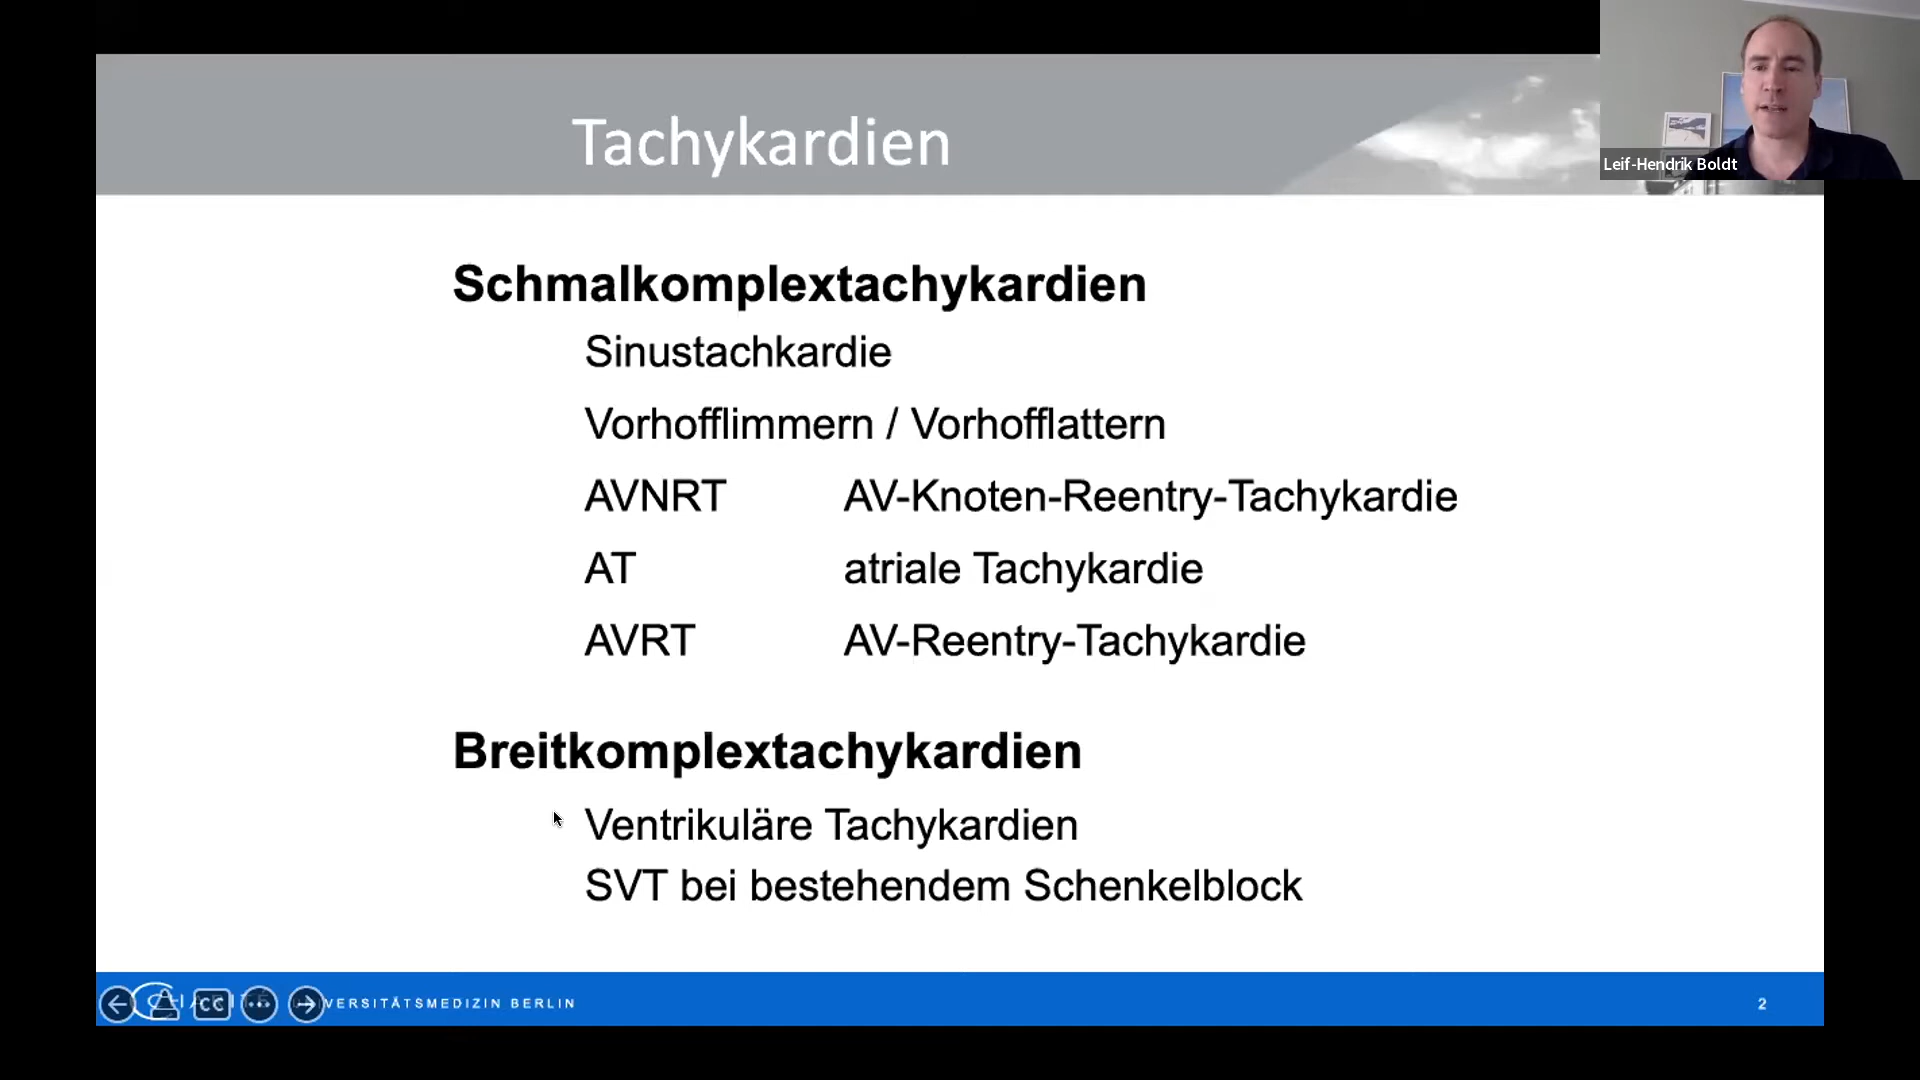 Tachykardien
Leif-Hendrik Boldt
Schmalkomplextachykardien
Sinustachkardie
Vorhofflimmern / Vorhofflattern
AVNRT AV-Knoten-Reentry-Tachykardie
AT atriale Tachykardie
AVRT AV-Reentry-Tachykardie
Breitkomplextachykardien
Ventrikuläre Tachykardien
SVT bei bestehendem Schenkelblock
CC
VERSITÄTSMEDIZIN BERLIN
2